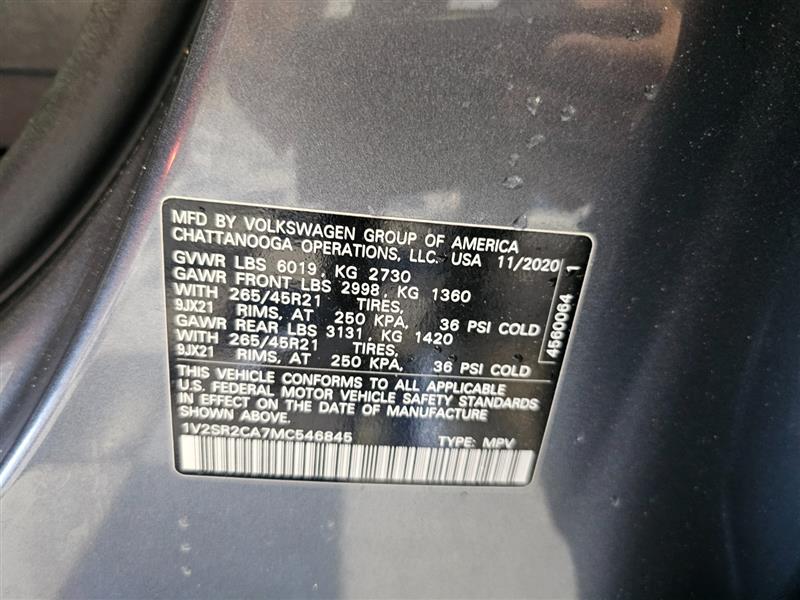 MFD BY VOLKSWAGEN GROUP OF AMERICA
CHATTANOOGA OPERATIONS, LLC. USA 11/2020
GVWR LBS 6019, KG 2730
GAWR FRONT LBS 2998, KG 1360
WITH 265/45R21 TIRES,
9JX21 RIMS, AT 250 KPA, 36 PSI COLD
GAWR REAR LBS 3131, KG 1420
WITH 265/45R21 TIRES,
9JX21 RIMS, AT 250 KPA, 36 PSI COLD
THIS VEHICLE CONFORMS TO ALL APPLICABLE
U.S. FEDERAL MOTOR VEHICLE SAFETY STANDARDS
IN EFFECT ON THE DATE OF MANUFACTURE
SHOWN ABOVE.
1V2SR2CA7MC546845 TYPE: MPV
4560064 1